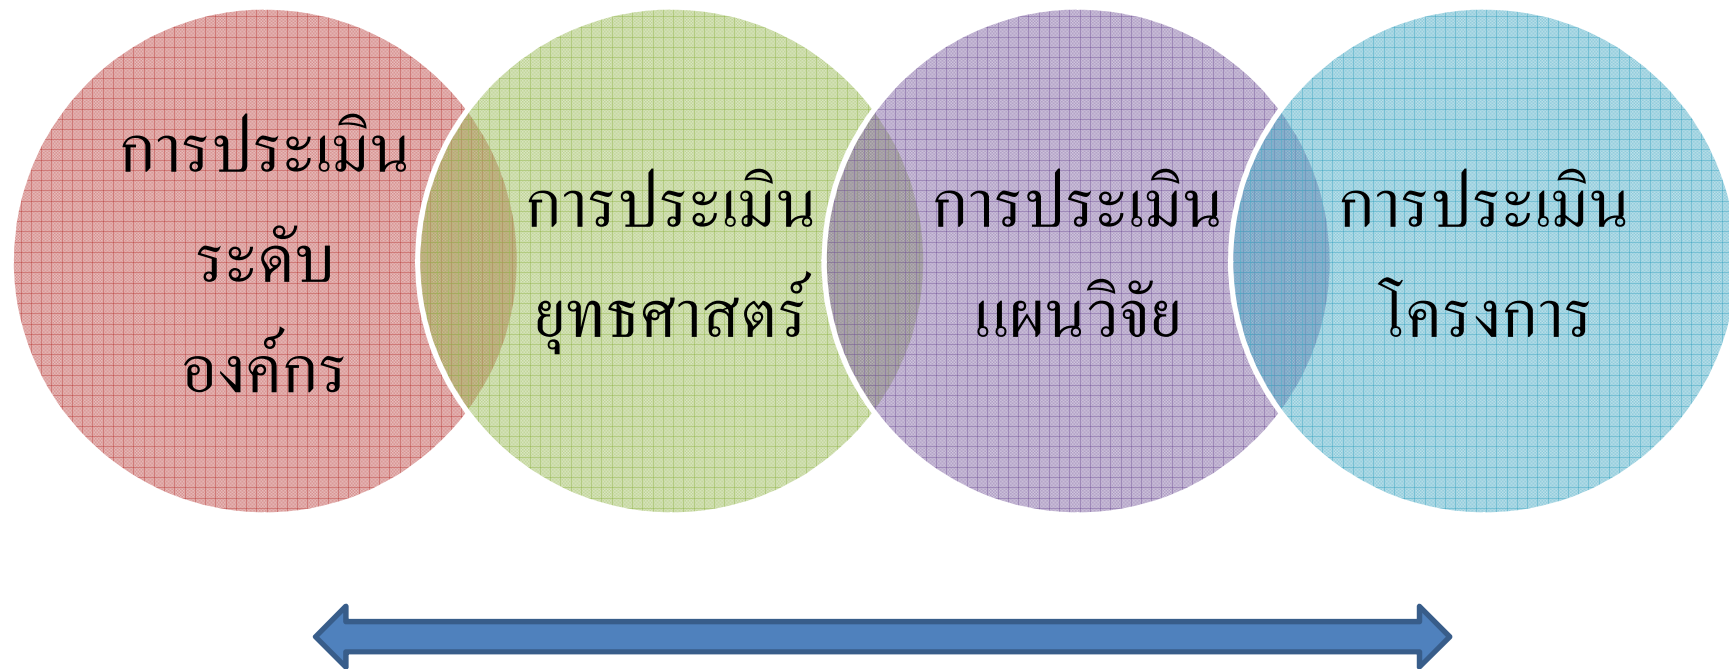 การประเมิน
ระดับ
องค์กร
การประเมิน
ยุทธศาสตร์
การประเมิน
แผนวิจัย
การประเมิน
โครงการ